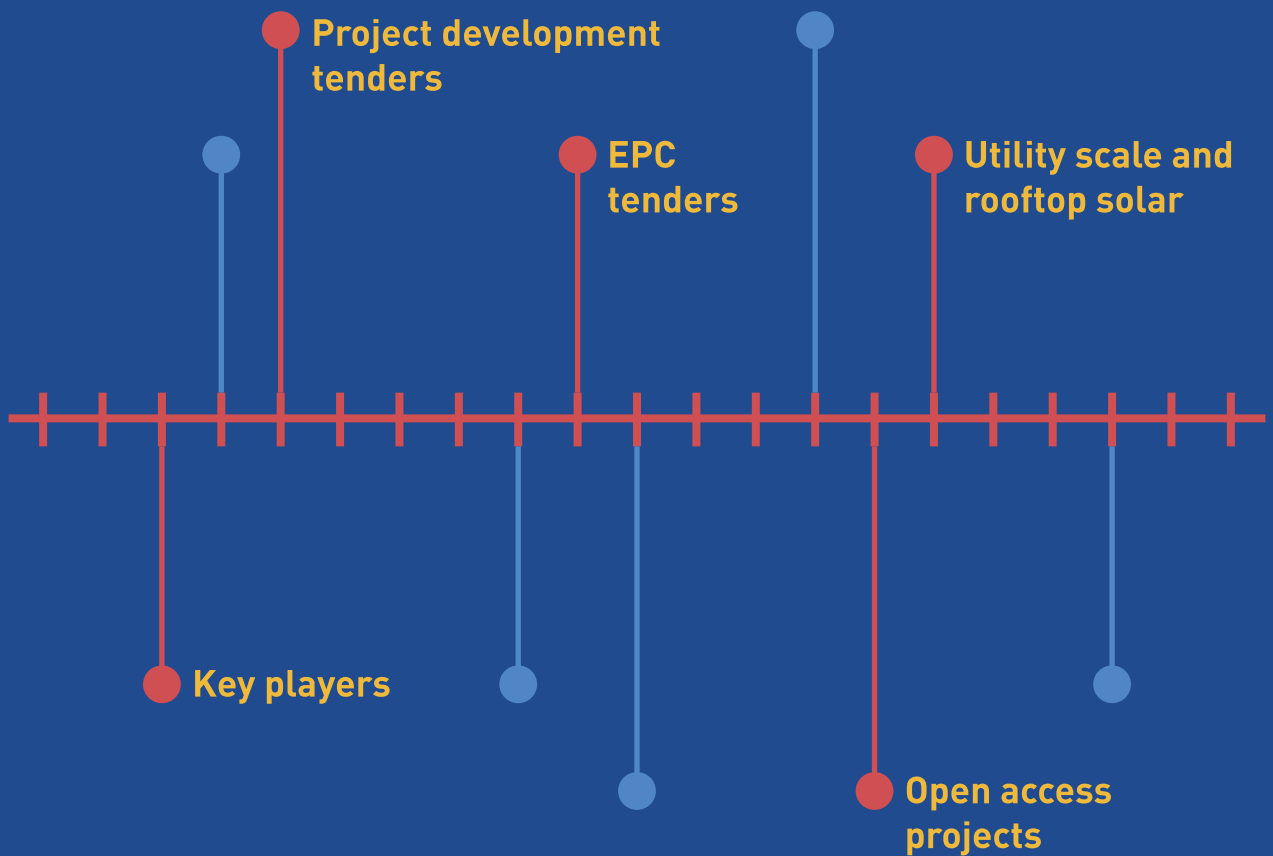 Project development
tenders
EPC
tenders
Utility scale and
rooftop solar
Key players
Open access
projects